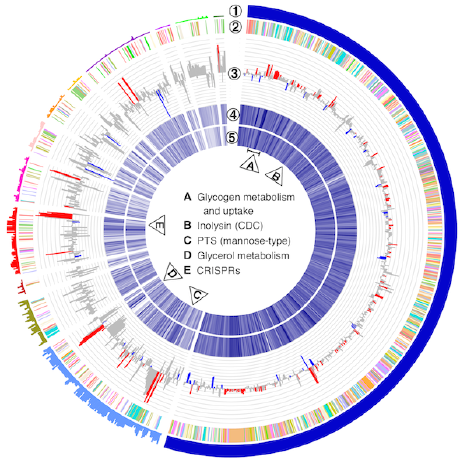 1
2
3
4
5
A
B
E
D
C
A Glycogen metabolism
and uptake
B Inolysin (CDC)
C PTS (mannose-type)
D Glycerol metabolism
E CRISPRs